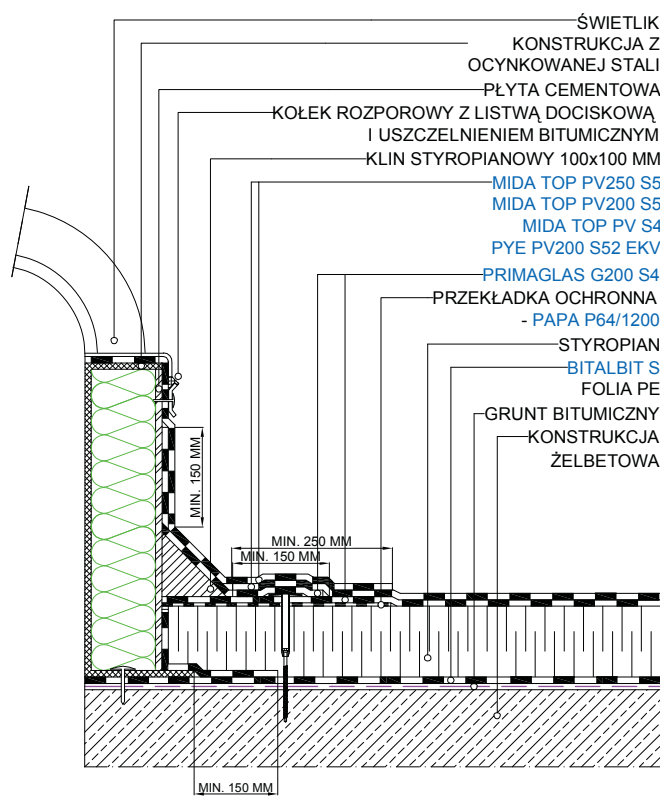 ŚWIETLIK
KONSTRUKCJA Z
OCYNKOWANEJ STALI
PŁYTA CEMENTOWA
KOŁEK ROZPOROWY Z LISTWĄ DOCISKOWĄ
I USZCZELNIENIEM BITUMICZNYM
KLIN STYROPIANOWY 100x100 MM
MIDA TOP PV250 S5
MIDA TOP PV200 S5
MIDA TOP PV S4
PYE PV200 S52 EKV
PRIMAGLAS G200 S4
PRZEKŁADKA OCHRONNA
- PAPA P64/1200
STYROPIAN
BITALBIT S
FOLIA PE
GRUNT BITUMICZNY
KONSTRUKCJA
ŻELBETOWA
MIN. 150 MM
MIN. 250 MM
MIN. 150 MM
MIN. 150 MM